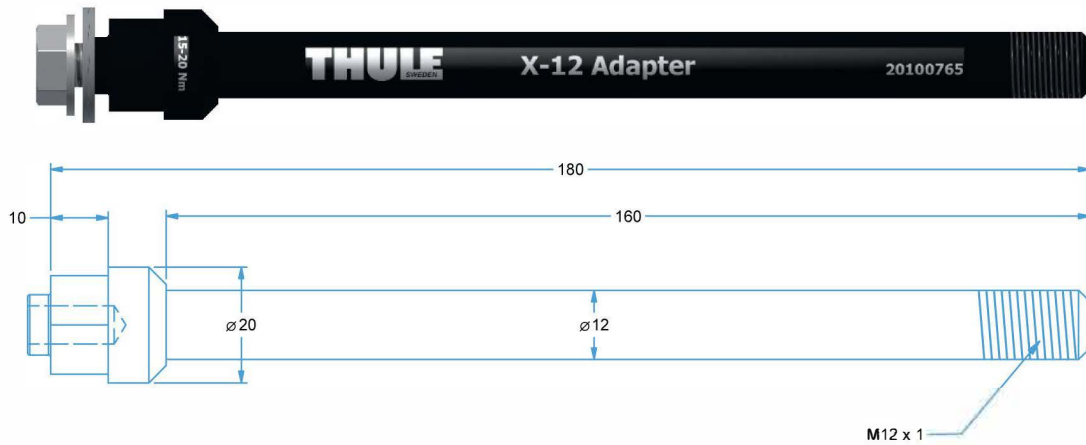 15-20 Nm
THULE
SWEDEN
X-12 Adapter
20100765
180
10
160
⌀20
⌀12
M12 x 1